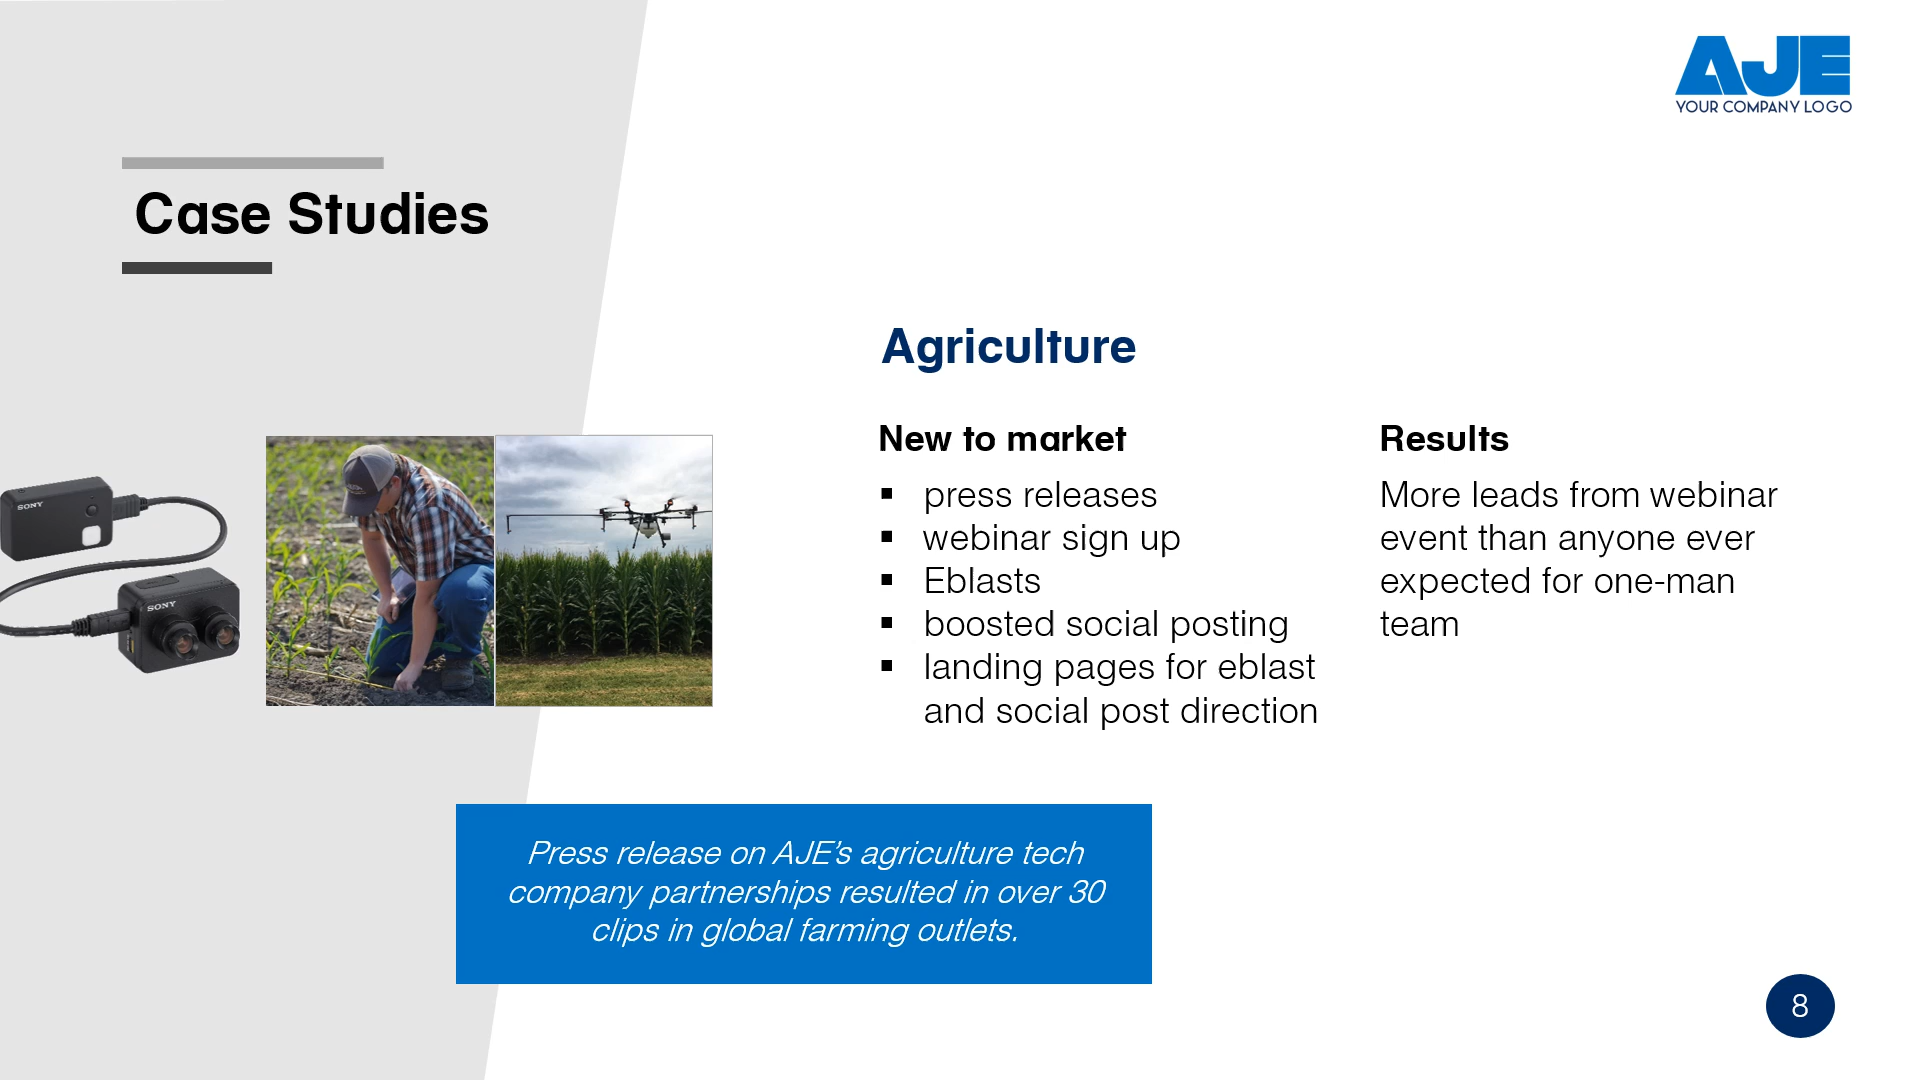 AJE
YOUR COMPANY LOGO
Case Studies
Agriculture
New to market
▪ press releases
▪ webinar sign up
▪ Eblasts
▪ boosted social posting
▪ landing pages for eblast
and social post direction
Results
More leads from webinar
event than anyone ever
expected for one-man
team
SONY
SONY
Press release on AJE’s agriculture tech
company partnerships resulted in over 30
clips in global farming outlets.
8